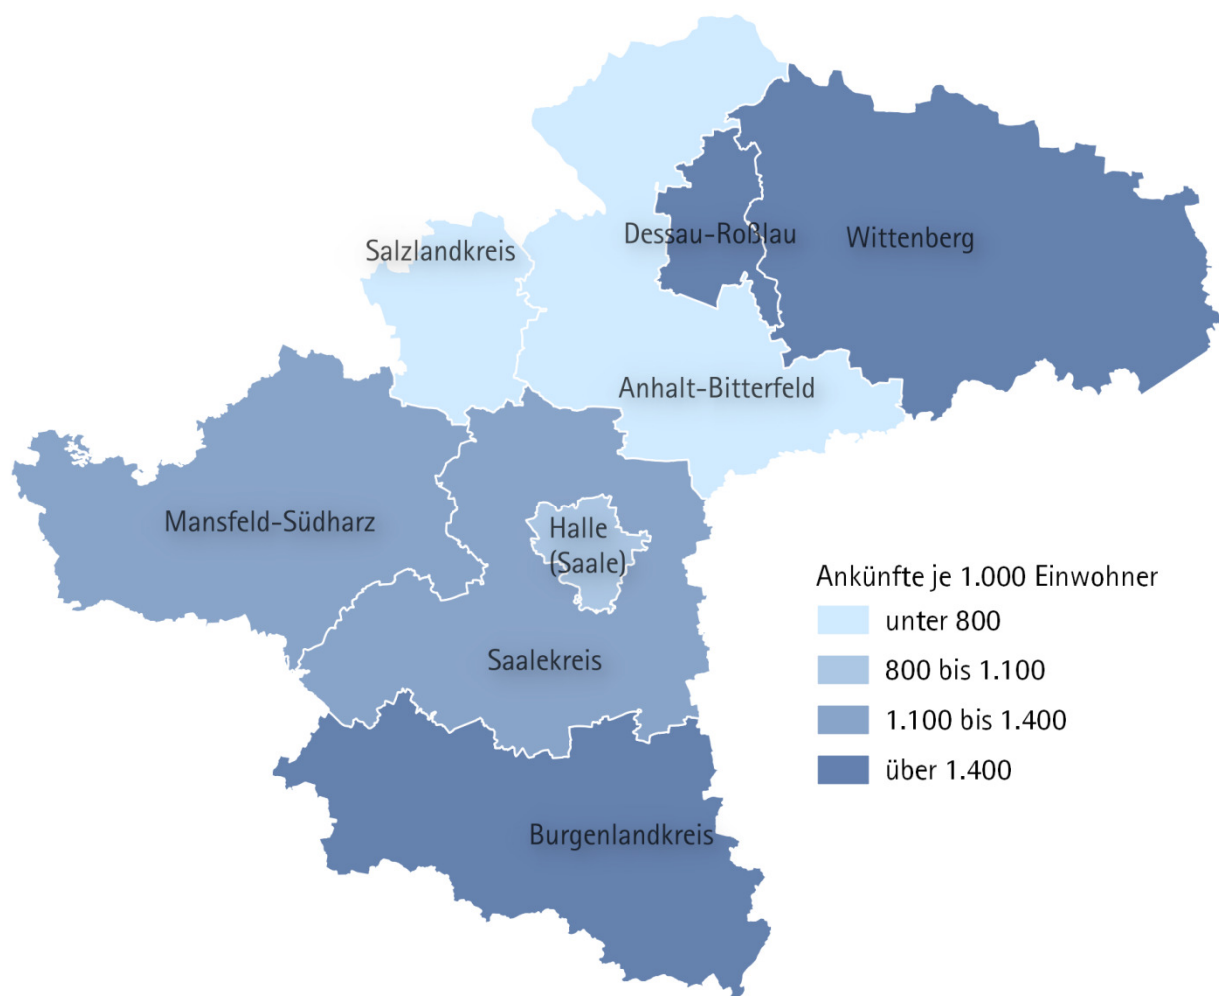 Dessau-Roßlau
Wittenberg
Salzlandkreis
Anhalt-Bitterfeld
Mansfeld-Südharz
Halle
(Saale)
Saalekreis
Burgenlandkreis
Ankünfte je 1.000 Einwohner
unter 800
800 bis 1.100
1.100 bis 1.400
über 1.400